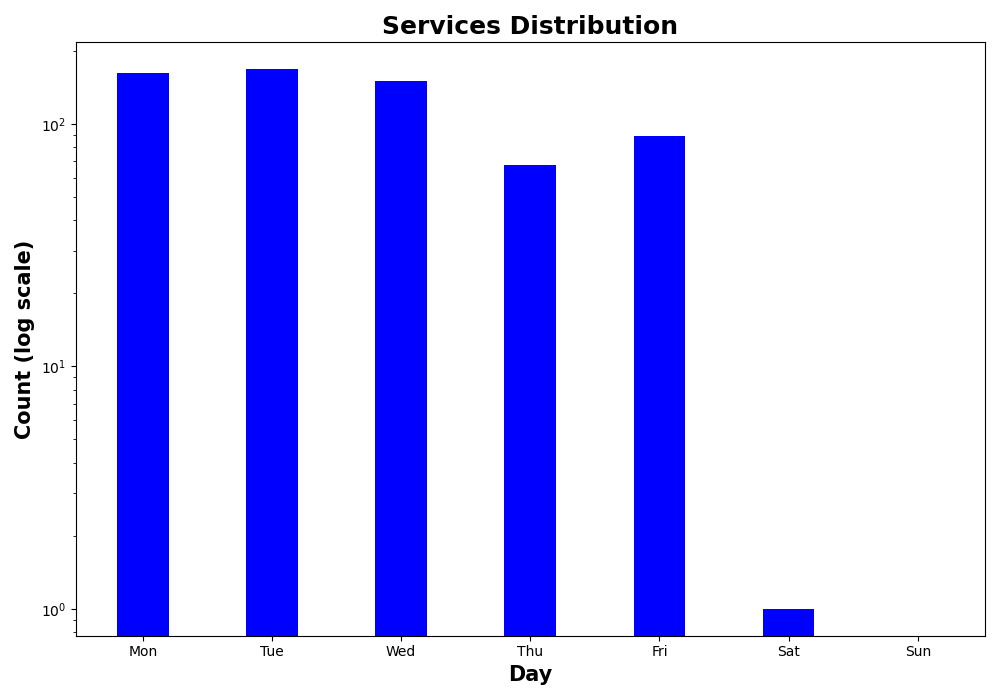 Services Distribution
Count (log scale)
10²
10¹
10⁰
Mon Tue Wed Thu Fri Sat Sun
Day